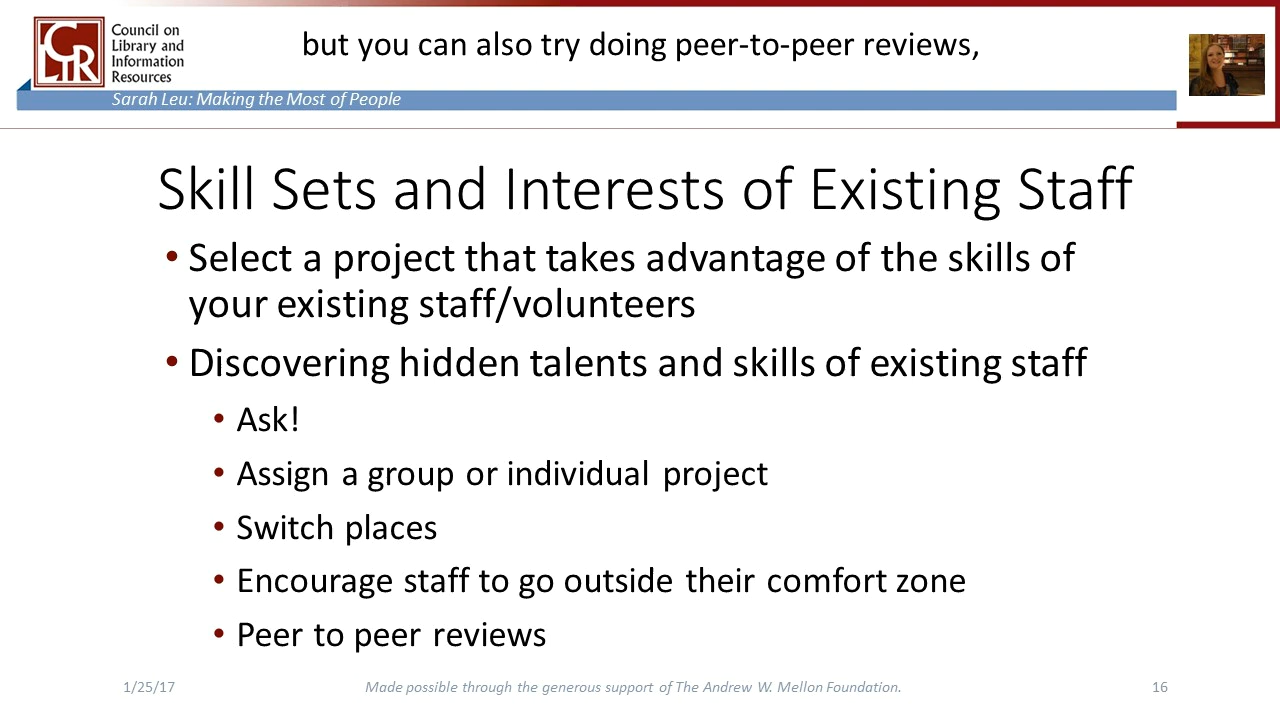 Council on
Library and
Information
Resources
CLIR
but you can also try doing peer-to-peer reviews,
Sarah Leu: Making the Most of People
Skill Sets and Interests of Existing Staff
• Select a project that takes advantage of the skills of
your existing staff/volunteers
• Discovering hidden talents and skills of existing staff
• Ask!
• Assign a group or individual project
• Switch places
• Encourage staff to go outside their comfort zone
• Peer to peer reviews
1/25/17
Made possible through the generous support of The Andrew W. Mellon Foundation.
16